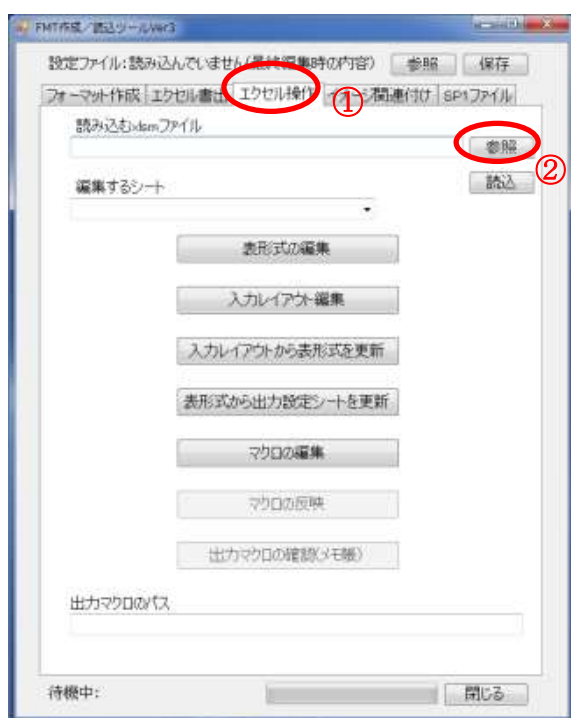 FMT作成／読込ツールVer3
設定ファイル:読み込んでいません(最終編集時の内容) 参照 保存
フォーマット作成 エクセル書出 エクセル操作 イメージ関連付け SP1ファイル
①
読み込むxlsmファイル
参照
②
編集するシート 読込
表形式の編集
入力レイアウト編集
入力レイアウトから表形式を更新
表形式から出力設定シートを更新
マクロの編集
マクロの反映
出力マクロの確認(メモ帳)
出力マクロのパス
待機中: 閉じる